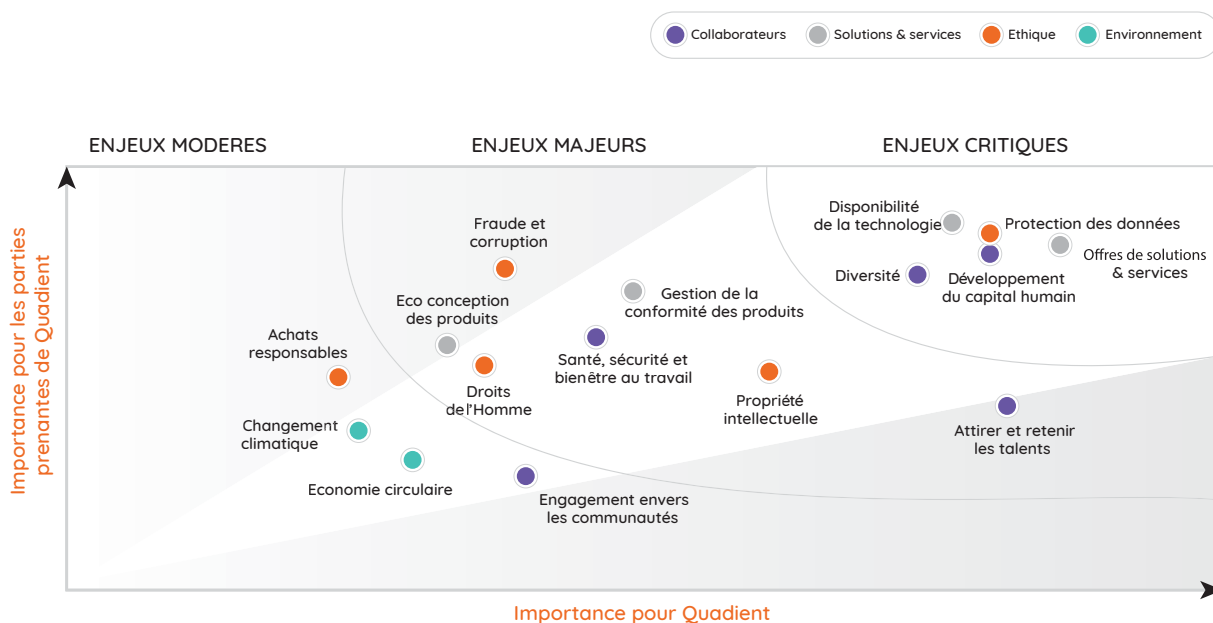 Collaborateurs
Solutions & services
Ethique
Environnement
ENJEUX MODERES
ENJEUX MAJEURS
ENJEUX CRITIQUES
Importance pour les parties
prenantes de Quadient
Disponibilité
de la technologie
Protection des données
Offres de solutions
& services
Diversité
Développement
du capital humain
Fraude et
corruption
Eco conception
des produits
Gestion de la
conformité des produits
Achats
responsables
Santé, sécurité et
bienêtre au travail
Droits
de l'Homme
Propriété
intellectuelle
Changement
climatique
Attirer et retenir
les talents
Economie circulaire
Engagement envers
les communautés
Importance pour Quadient